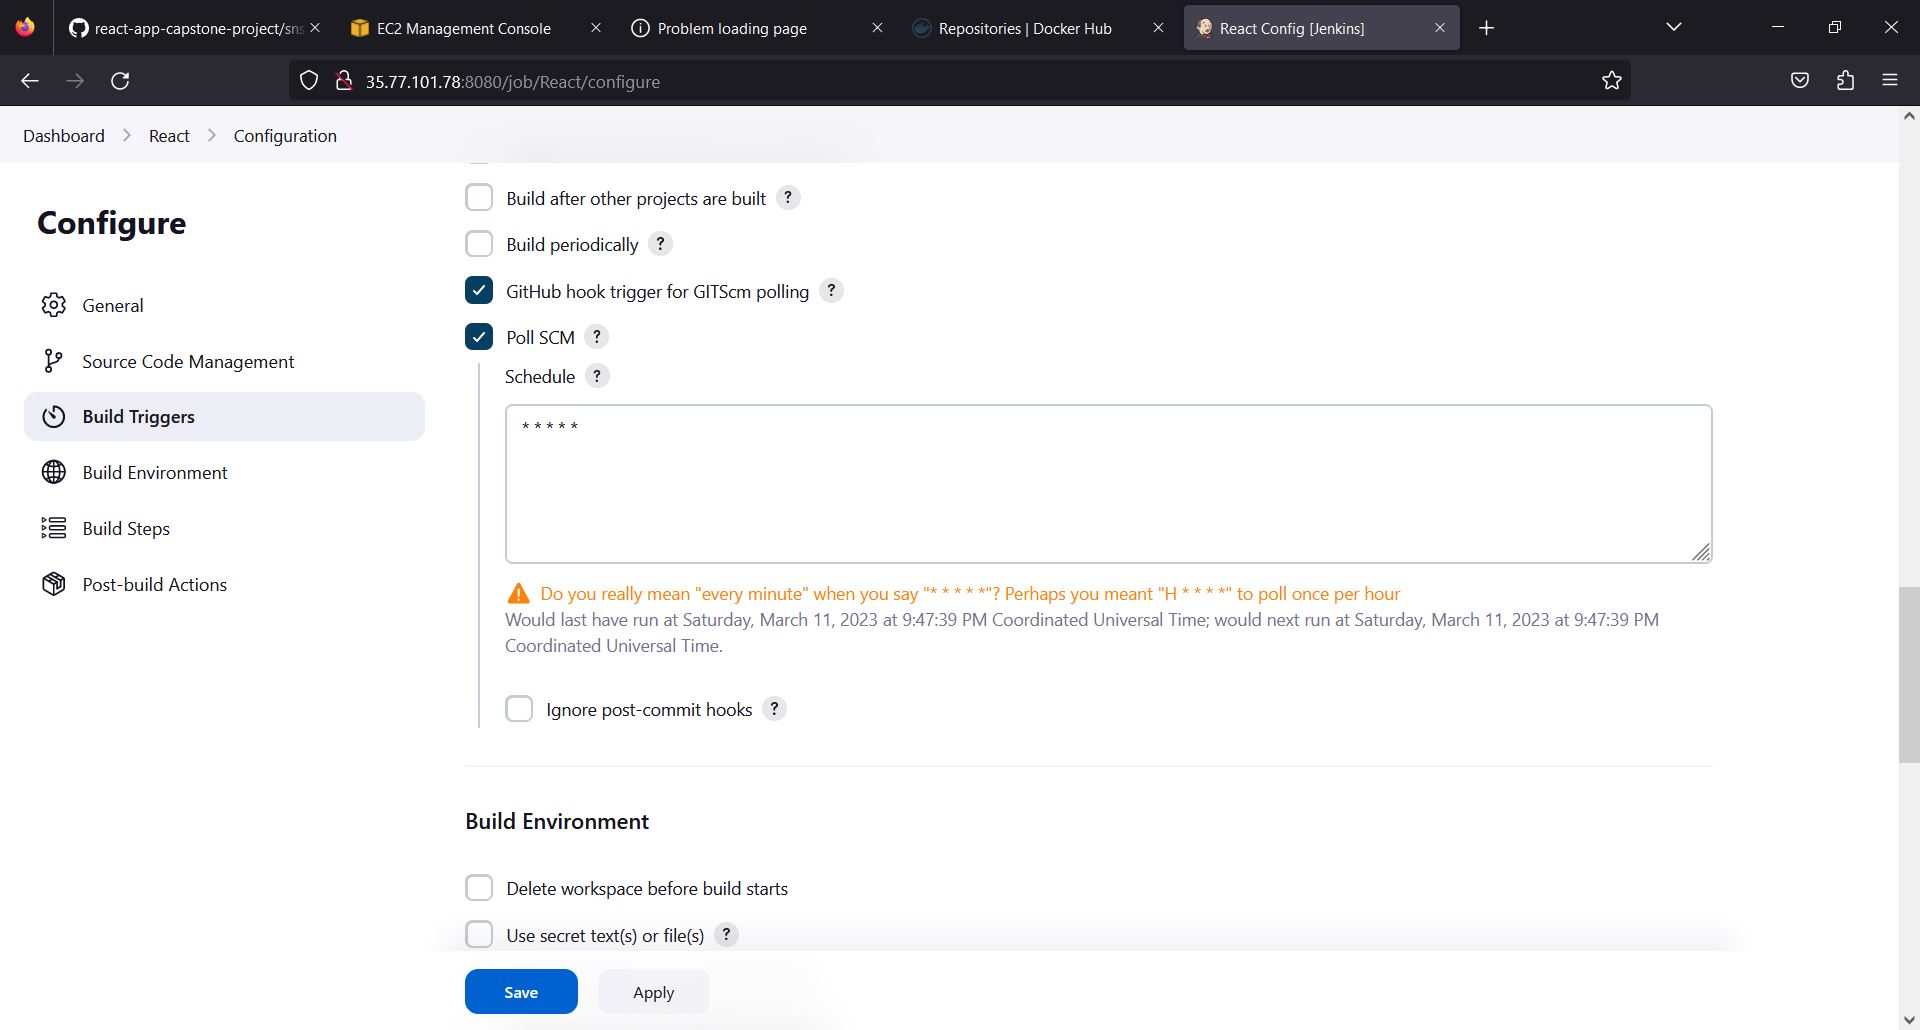 react-app-capstone-project/sns
EC2 Management Console
Problem loading page
Repositories | Docker Hub
React Config [Jenkins]
35.77.101.78:8080/job/React/configure
Dashboard
React
Configuration
Configure
General
Source Code Management
Build Triggers
Build Environment
Build Steps
Post-build Actions
Build after other projects are built ?
Build periodically ?
GitHub hook trigger for GITScm polling ?
Poll SCM ?
Schedule ?
* * * * *
Do you really mean "every minute" when you say "* * * * *"? Perhaps you meant "H * * * *" to poll once per hour
Would last have run at Saturday, March 11, 2023 at 9:47:39 PM Coordinated Universal Time; would next run at Saturday, March 11, 2023 at 9:47:39 PM
Coordinated Universal Time.
Ignore post-commit hooks ?
Build Environment
Delete workspace before build starts
Use secret text(s) or file(s) ?
Save
Apply